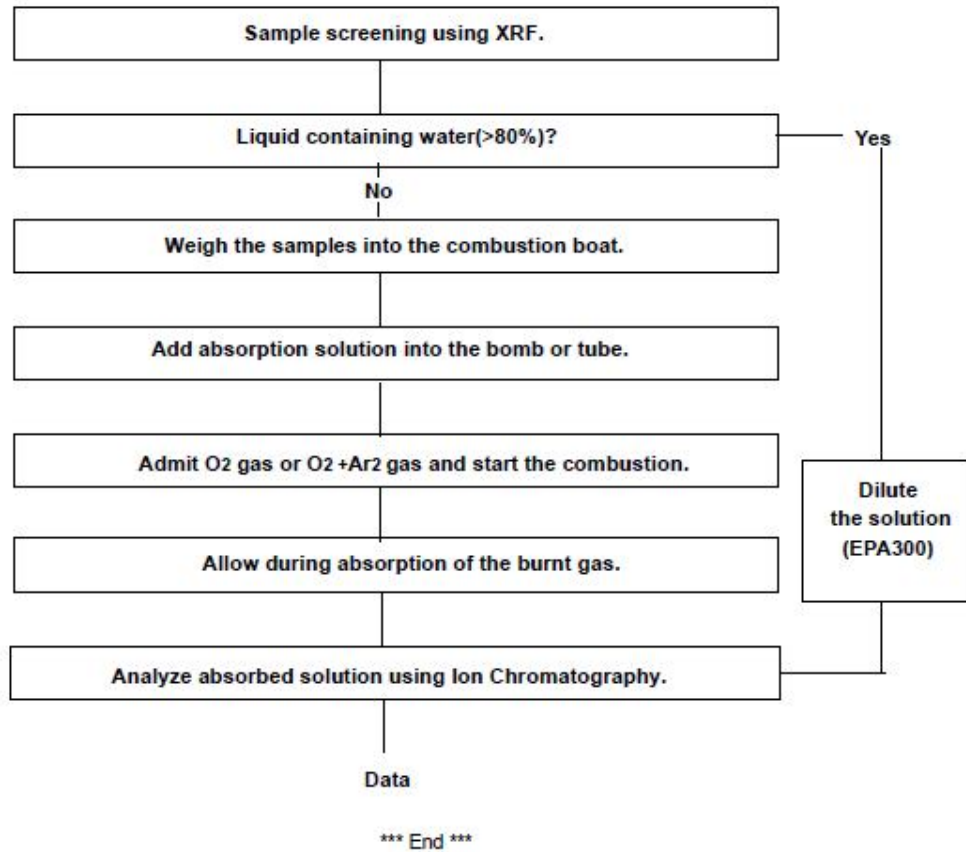 Sample screening using XRF.
Liquid containing water(>80%)?
Yes
No
Weigh the samples into the combustion boat.
Add absorption solution into the bomb or tube.
Admit O2 gas or O2 +Ar2 gas and start the combustion.
Dilute
the solution
(EPA300)
Allow during absorption of the burnt gas.
Analyze absorbed solution using Ion Chromatography.
Data
*** End ***